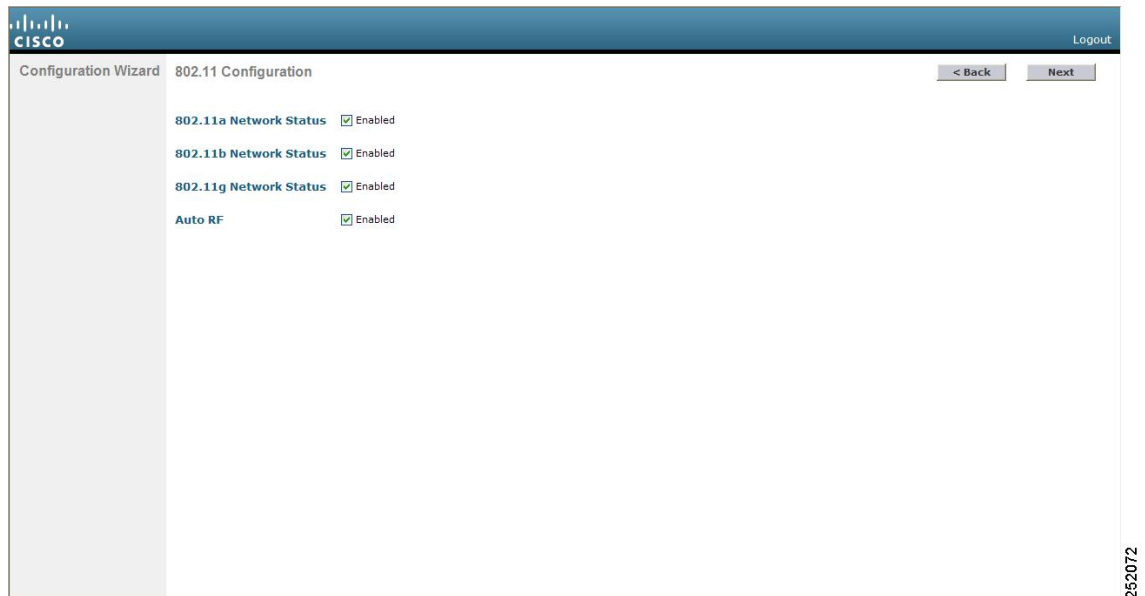 CISCO
Logout
Configuration Wizard
802.11 Configuration
< Back
Next
802.11a Network Status Enabled
802.11b Network Status Enabled
802.11g Network Status Enabled
Auto RF Enabled
252072